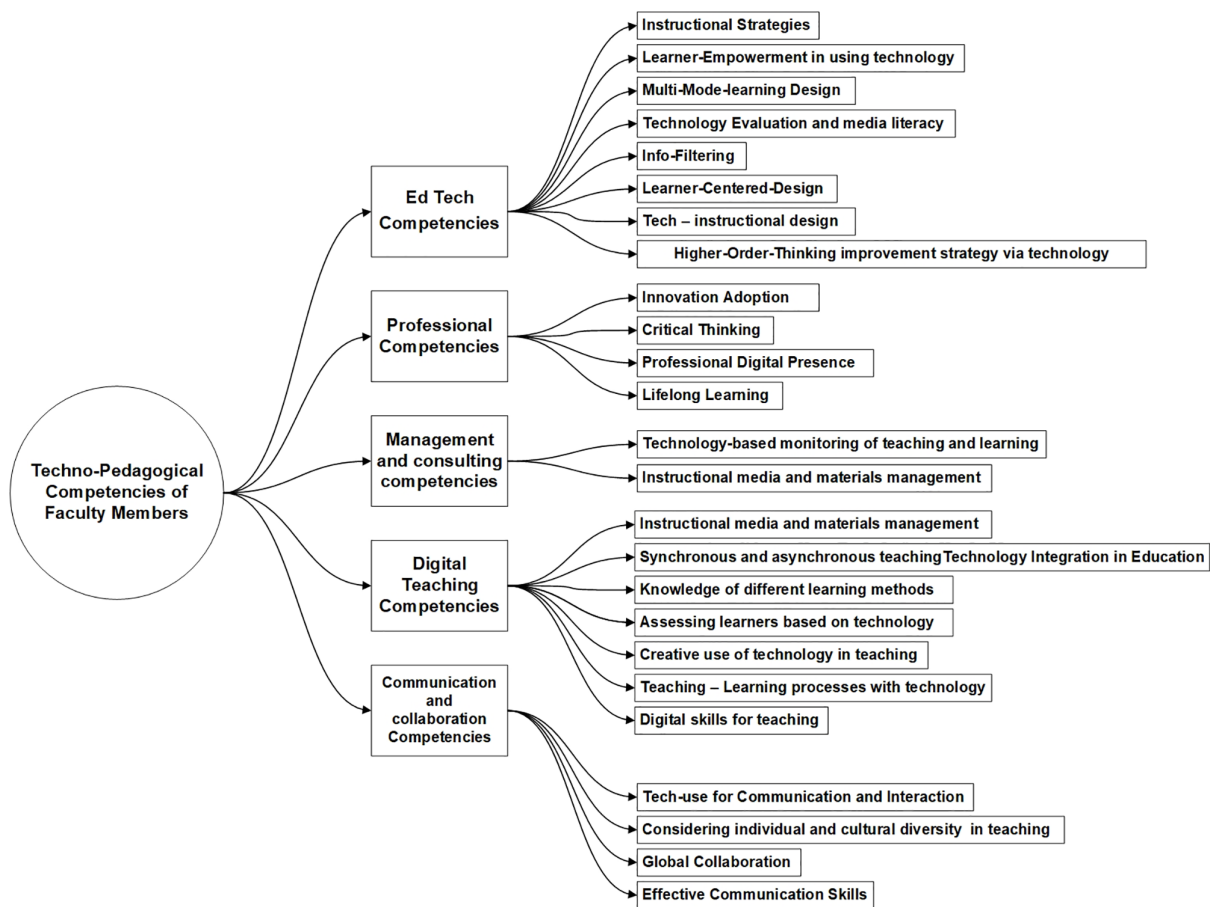 Techno-Pedagogical
Competencies of
Faculty Members
Ed Tech
Competencies
Instructional Strategies
Learner-Empowerment in using technology
Multi-Mode-learning Design
Technology Evaluation and media literacy
Info-Filtering
Learner-Centered-Design
Tech – instructional design
Higher-Order-Thinking improvement strategy via technology
Professional
Competencies
Innovation Adoption
Critical Thinking
Professional Digital Presence
Lifelong Learning
Management
and consulting
competencies
Technology-based monitoring of teaching and learning
Instructional media and materials management
Digital
Teaching
Competencies
Instructional media and materials management
Synchronous and asynchronous teachingTechnology Integration in Education
Knowledge of different learning methods
Assessing learners based on technology
Creative use of technology in teaching
Teaching – Learning processes with technology
Digital skills for teaching
Communication
and
collaboration
Competencies
Tech-use for Communication and Interaction
Considering individual and cultural diversity in teaching
Global Collaboration
Effective Communication Skills